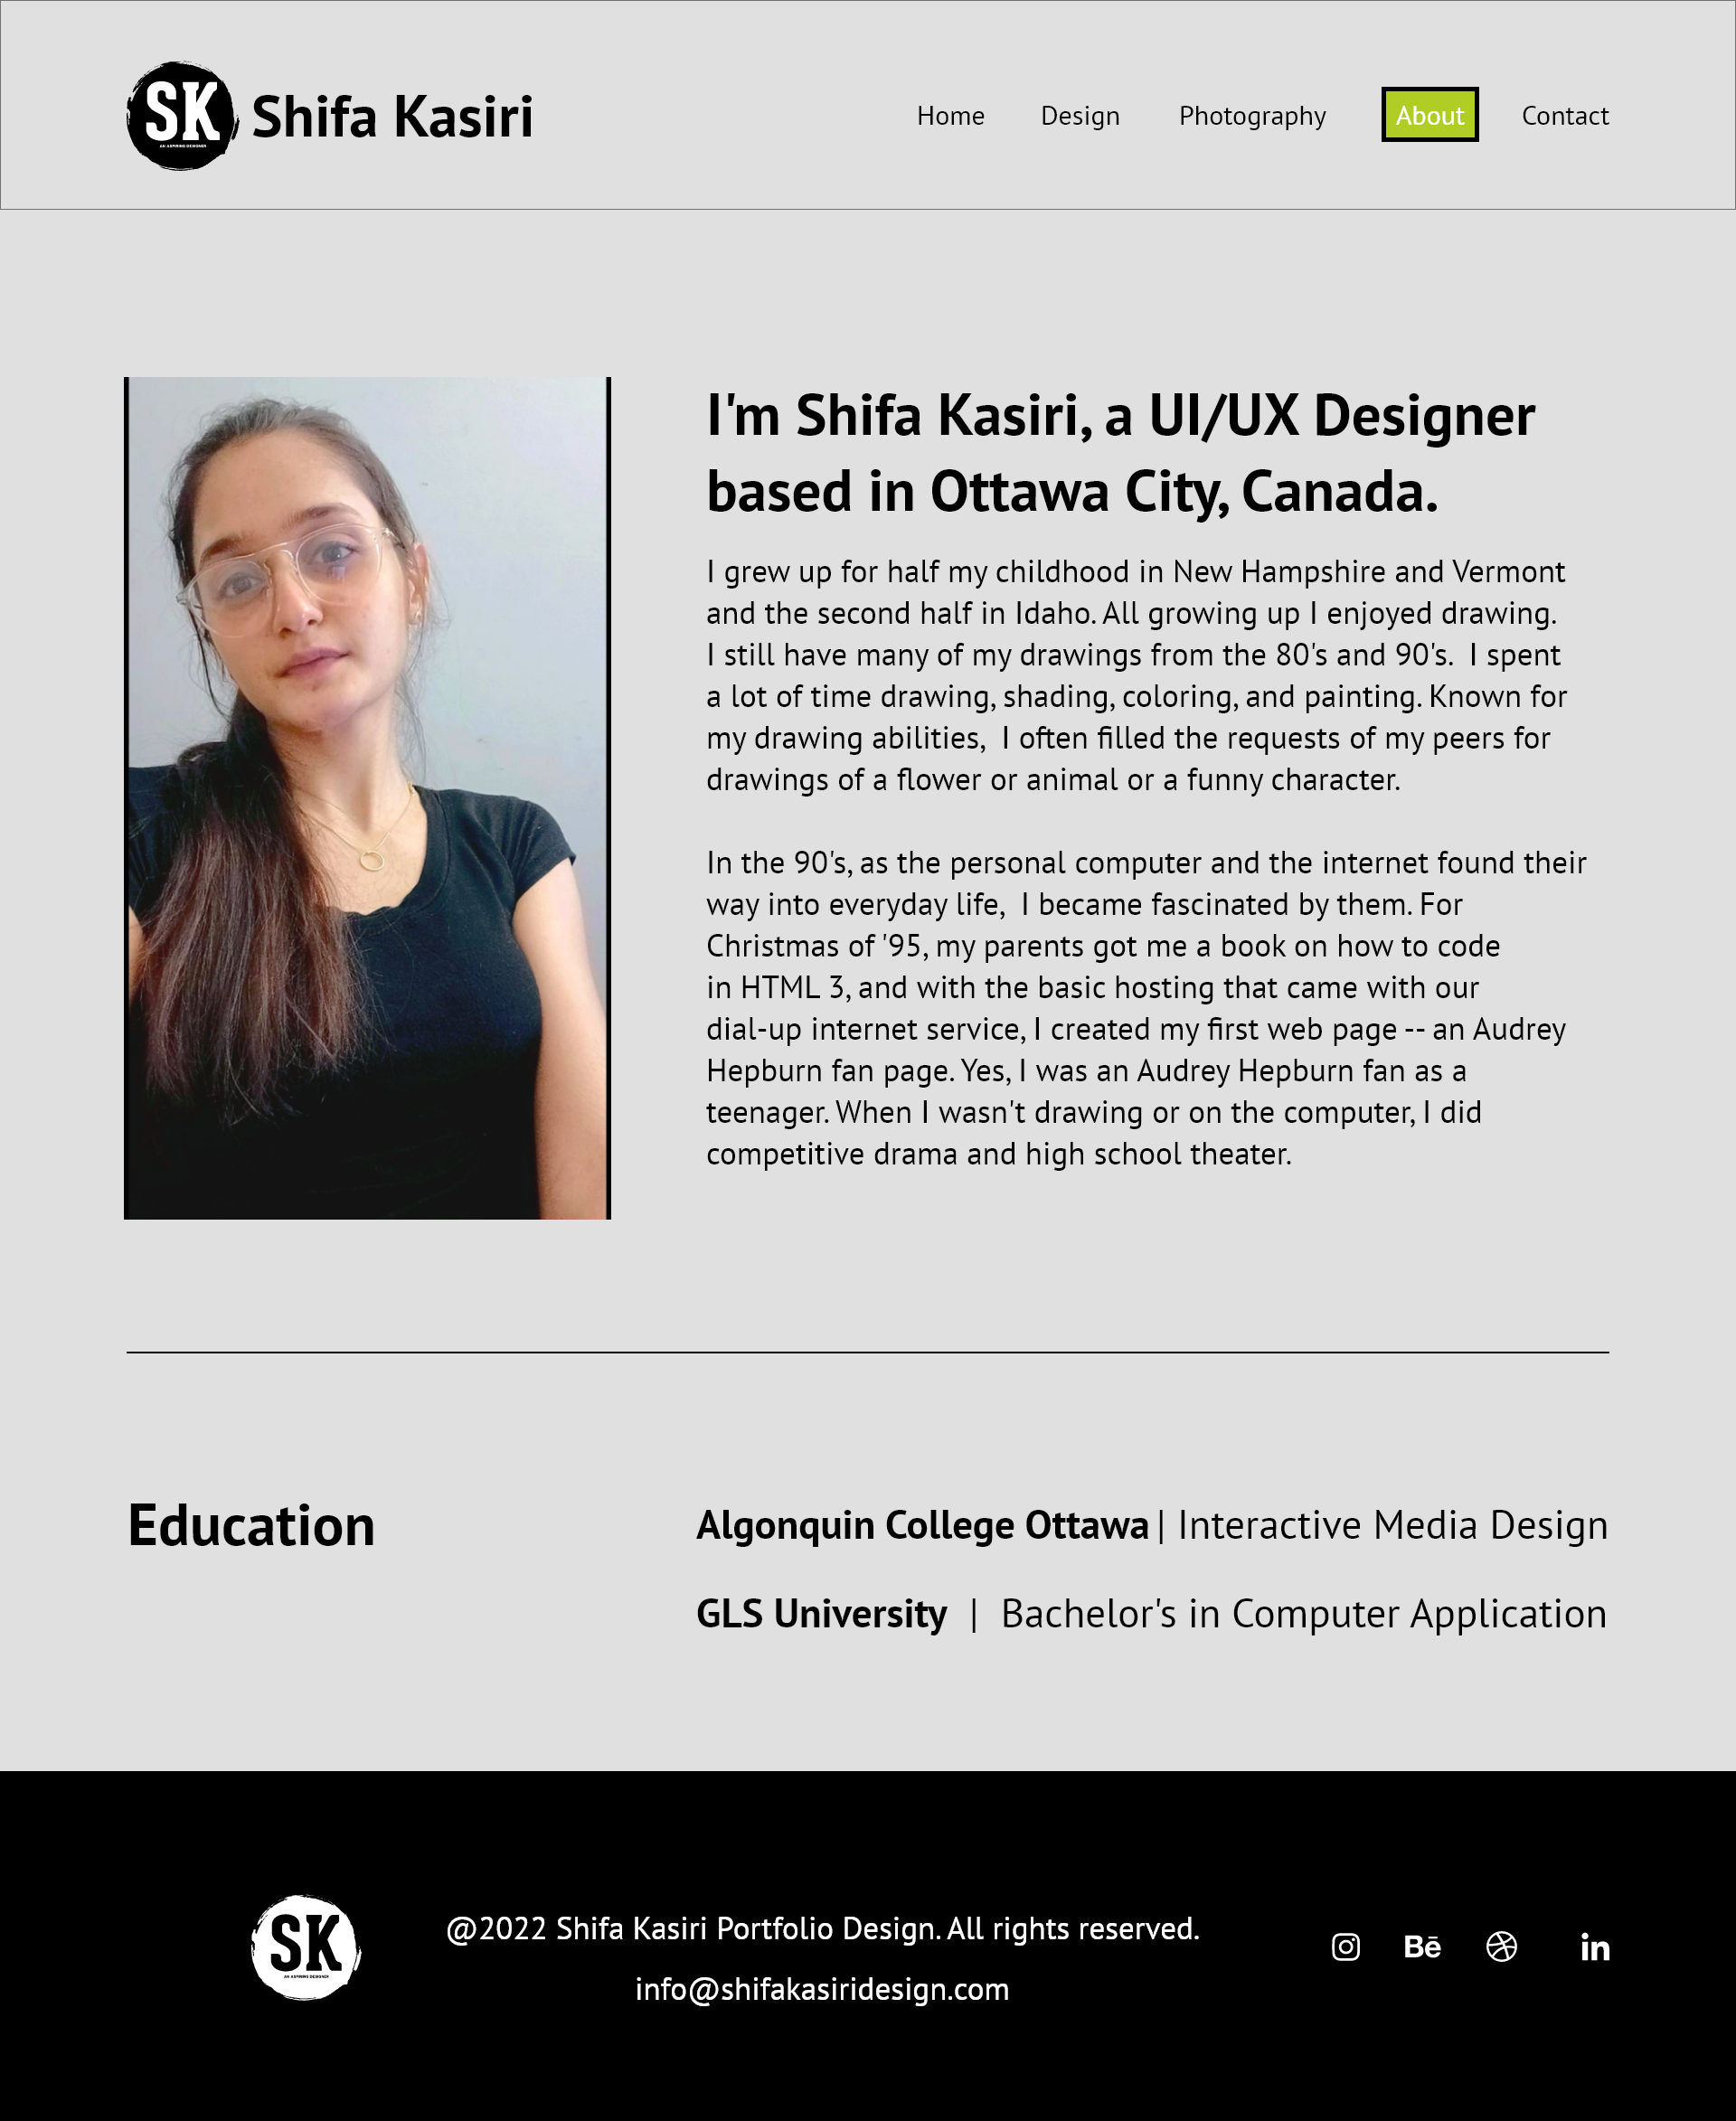 SK
AN ASPIRING DESIGNER
Shifa Kasiri
Home Design Photography About Contact
I'm Shifa Kasiri, a UI/UX Designer
based in Ottawa City, Canada.
I grew up for half my childhood in New Hampshire and Vermont
and the second half in Idaho. All growing up I enjoyed drawing.
I still have many of my drawings from the 80's and 90's.  I spent
a lot of time drawing, shading, coloring, and painting. Known for
my drawing abilities,  I often filled the requests of my peers for
drawings of a flower or animal or a funny character.
In the 90's, as the personal computer and the internet found their
way into everyday life,  I became fascinated by them. For
Christmas of '95, my parents got me a book on how to code
in HTML 3, and with the basic hosting that came with our
dial-up internet service, I created my first web page -- an Audrey
Hepburn fan page. Yes, I was an Audrey Hepburn fan as a
teenager. When I wasn't drawing or on the computer, I did
competitive drama and high school theater.
Education
Algonquin College Ottawa | Interactive Media Design
GLS University | Bachelor's in Computer Application
SK
AN ASPIRING DESIGNER
@2022 Shifa Kasiri Portfolio Design. All rights reserved.
info@shifakasiridesign.com
Bē
in